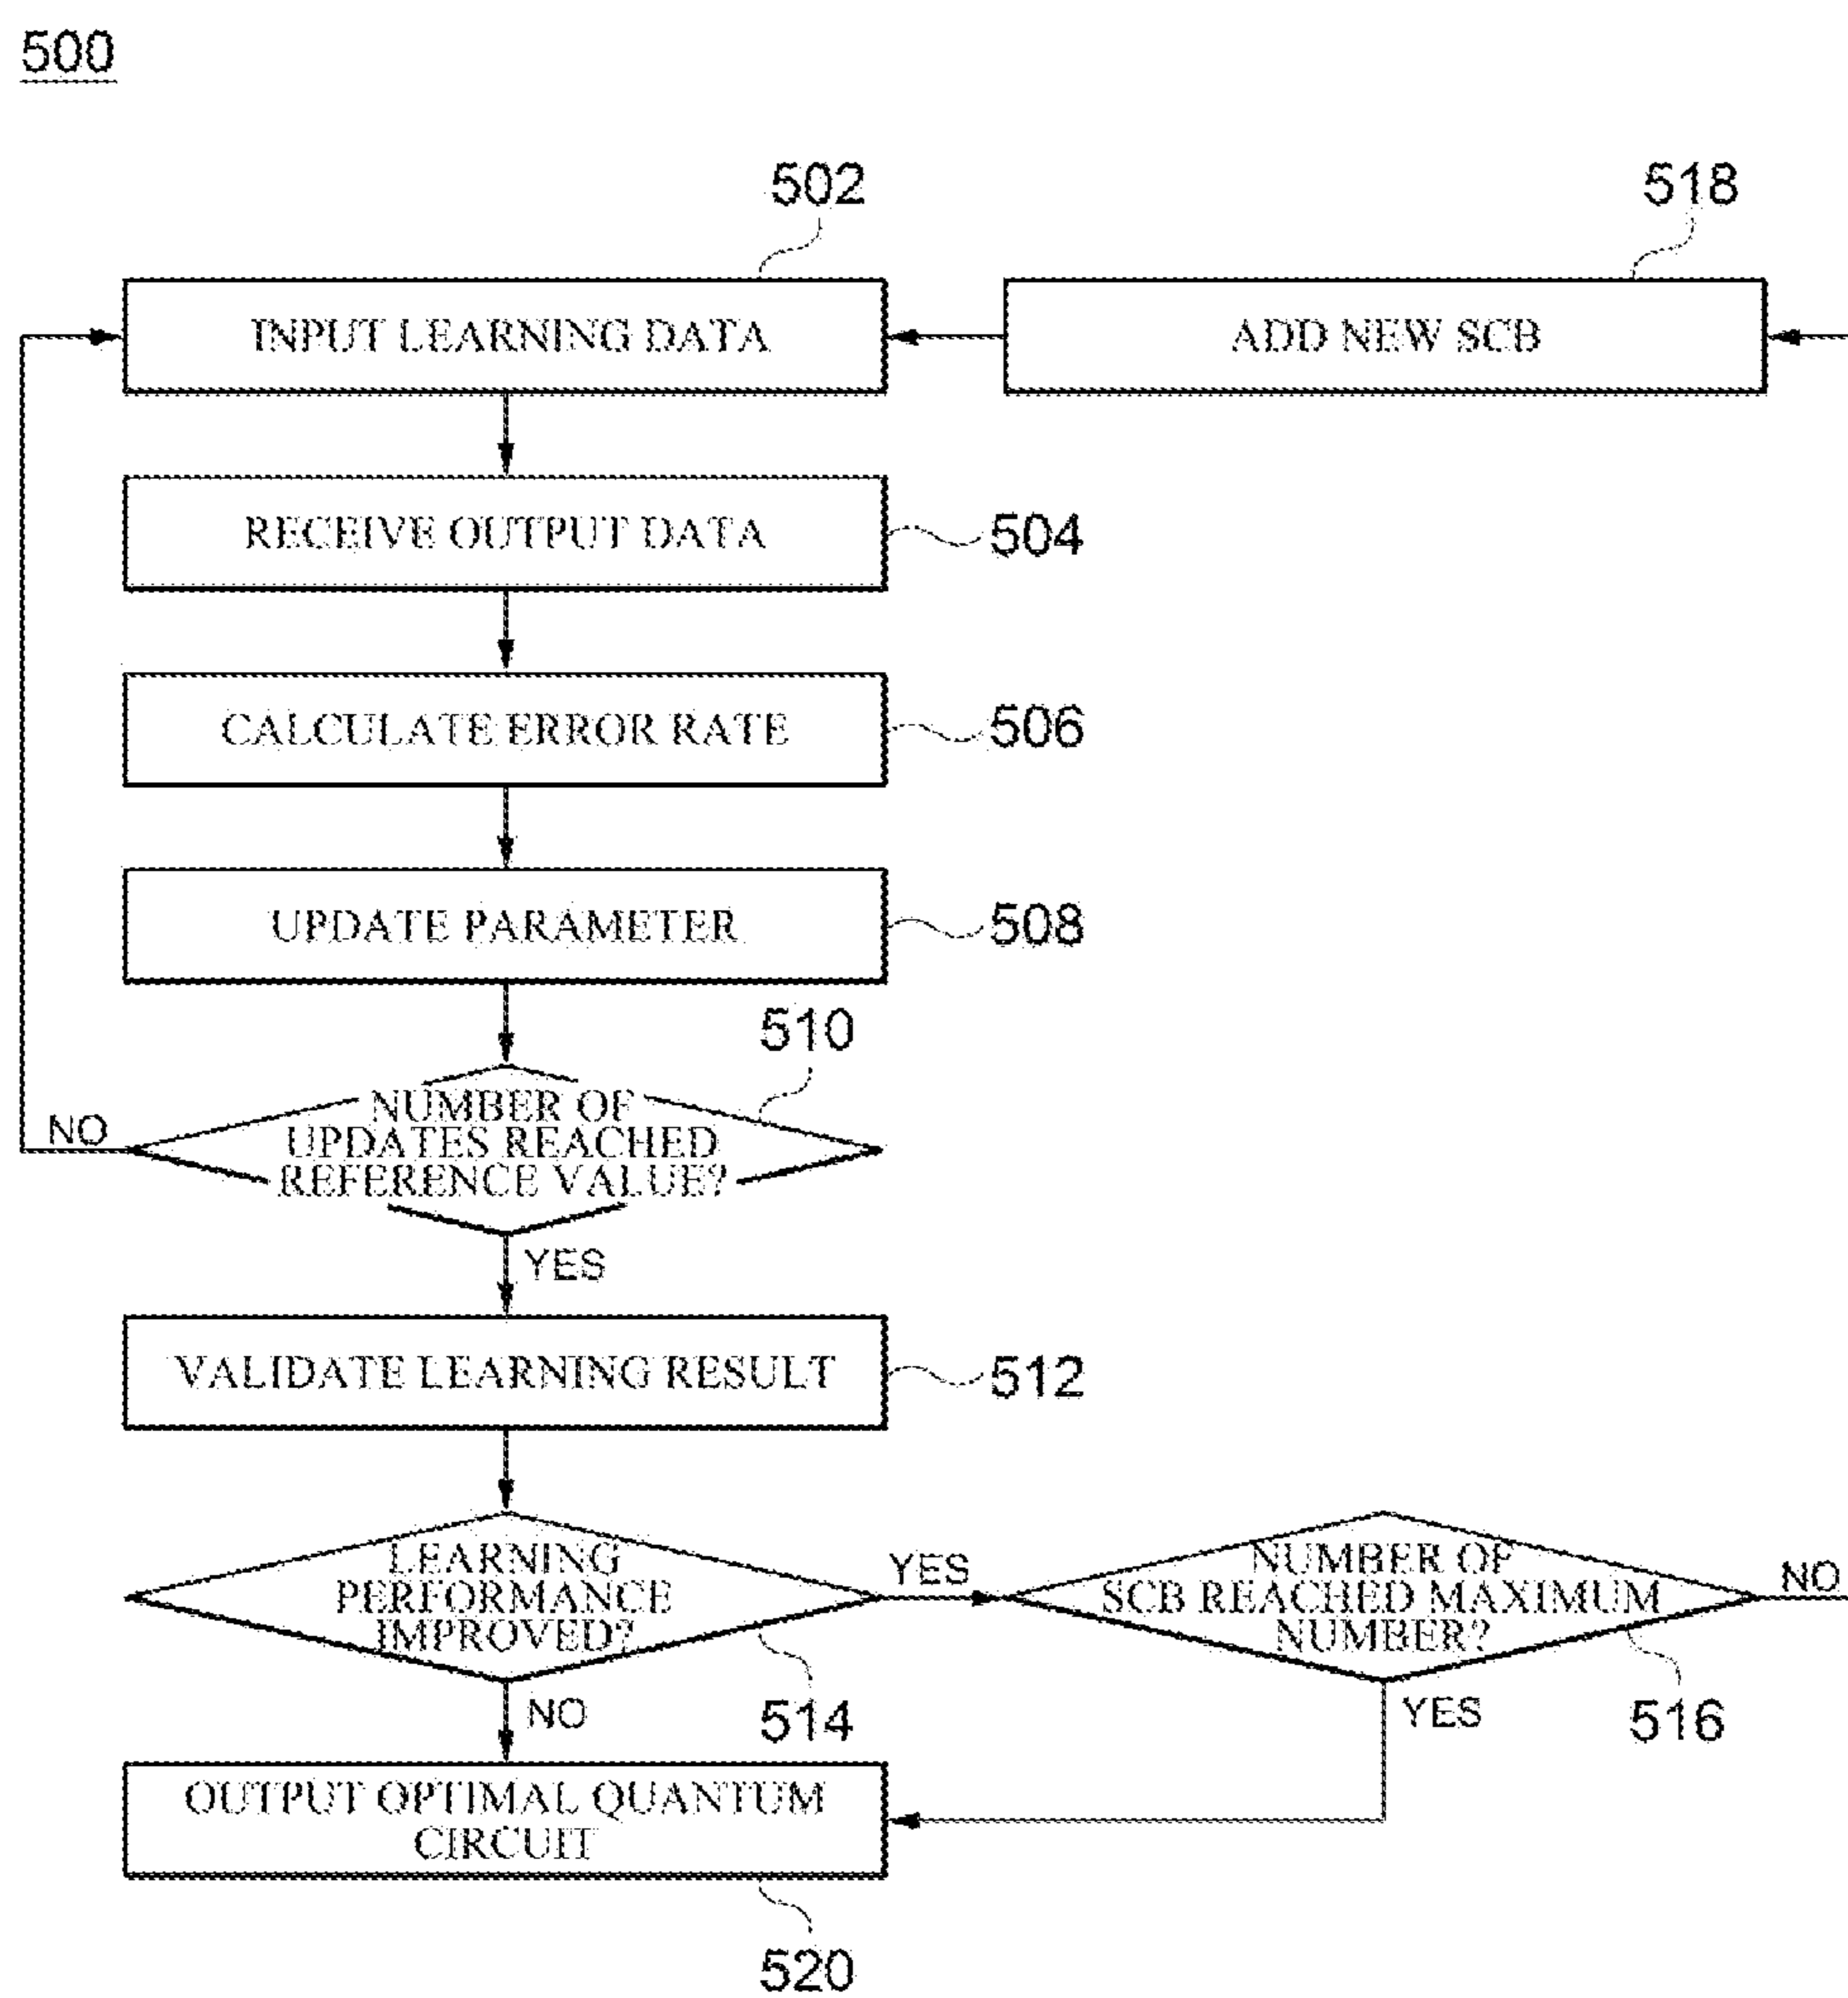 500
502
518
INPUT LEARNING DATA
ADD NEW SCB
RECEIVE OUTPUT DATA
504
CALCULATE ERROR RATE
506
UPDATE PARAMETER
508
510
NUMBER OF
UPDATES REACHED
REFERENCE VALUE?
NO
YES
VALIDATE LEARNING RESULT
512
LEARNING
PERFORMANCE
IMPROVED?
YES
NUMBER OF
SCB REACHED MAXIMUM
NUMBER?
NO
NO
514
YES
516
OUTPUT OPTIMAL QUANTUM
CIRCUIT
520